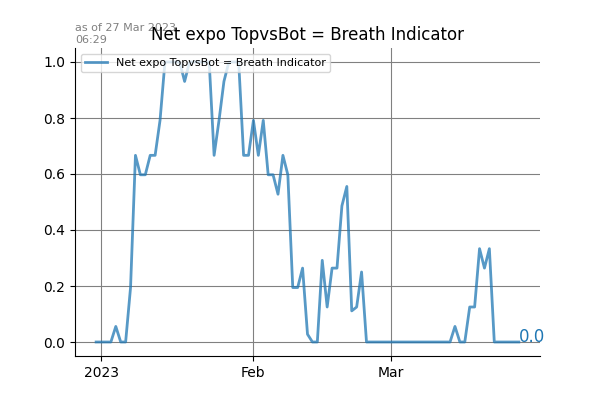 as of 27 Mar 2023
06:29
Net expo TopvsBot = Breath Indicator
Net expo TopvsBot = Breath Indicator
1.0
0.8
0.6
0.4
0.2
0.0
0.0
2023 Feb Mar